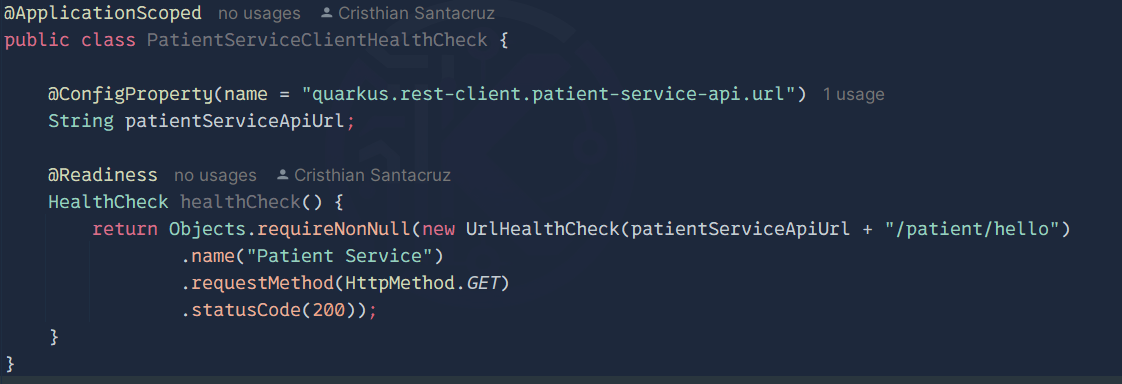 @ApplicationScoped no usages Cristhian Santacruz
public class PatientServiceClientHealthCheck {
@ConfigProperty(name = "quarkus.rest-client.patient-service-api.url") 1 usage
String patientServiceApiUrl;
@Readiness no usages Cristhian Santacruz
HealthCheck healthCheck() {
return Objects.requireNonNull(new UrlHealthCheck(patientServiceApiUrl + "/patient/hello")
.name("Patient Service")
.requestMethod(HttpMethod.GET)
.statusCode(200));
}
}